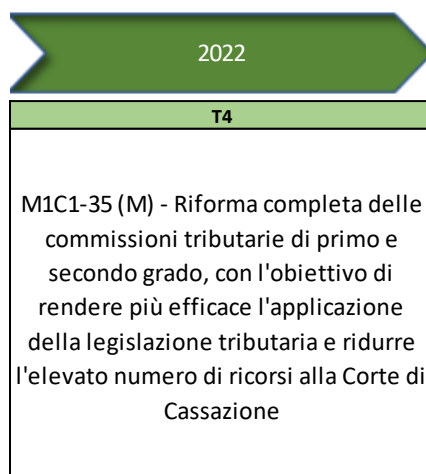 2022
T4
M1C1-35 (M) - Riforma completa delle
commissioni tributarie di primo e
secondo grado, con l'obiettivo di
rendere più efficace l'applicazione
della legislazione tributaria e ridurre
l'elevato numero di ricorsi alla Corte di
Cassazione